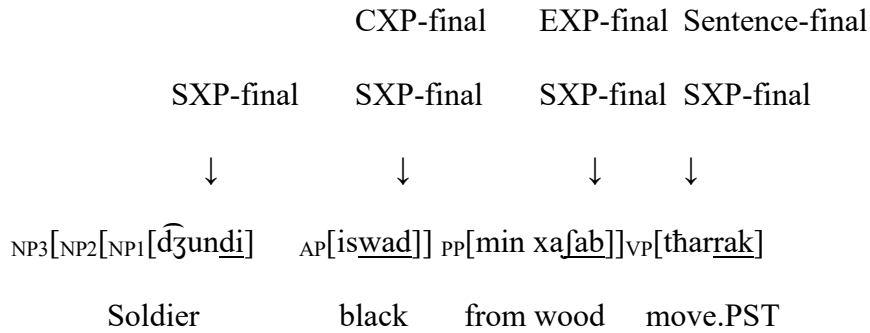 CXP-final EXP-final Sentence-final
SXP-final SXP-final SXP-final SXP-final
↓ ↓ ↓ ↓
NP3[NP2[NP1[d͡ʒundi] AP[iswad]] PP[min xaʃab]]VP[tħarrak]
Soldier black from wood move.PST